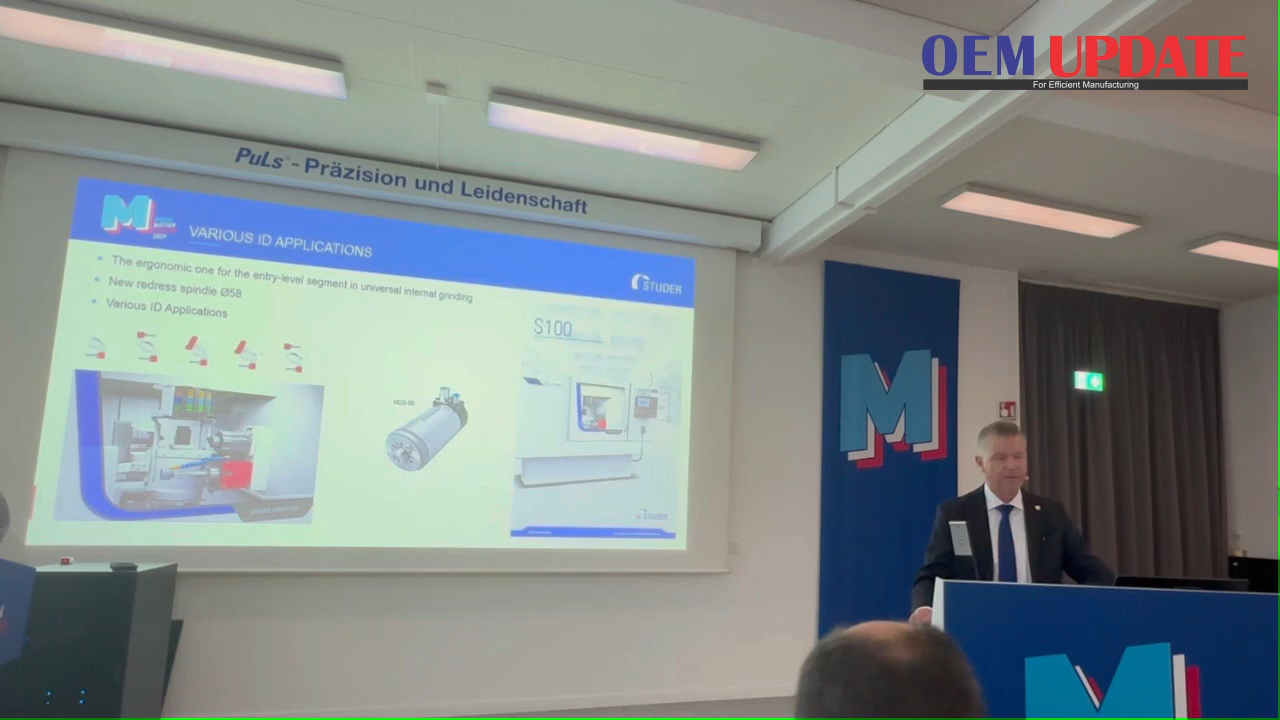 OEM UPDATE
For Efficient Manufacturing
PuLs® - Präzision und Leidenschaft
M
VARIOUS ID APPLICATIONS
STUDER
The ergonomic one for the entry-level segment in universal internal grinding
New redress spindle Ø58
Various ID Applications
S100
STUDER
M
M